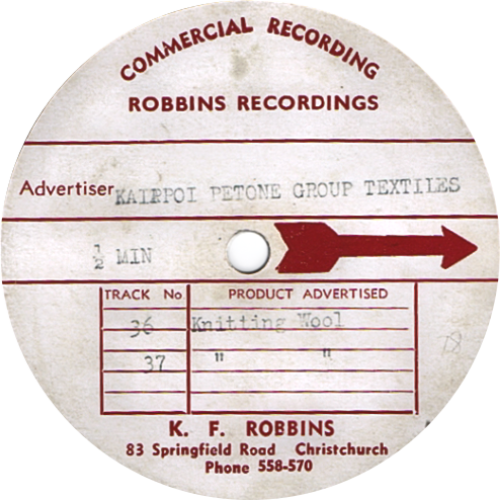 COMMERCIAL RECORDING
ROBBINS RECORDINGS
Advertiser KAIRPOI PETONE GROUP TEXTILES
½ MIN
TRACK No. PRODUCT ADVERTISED
36 Knitting Wool
37 " "
K. F. ROBBINS
83 Springfield Road Christchurch
Phone 558-570